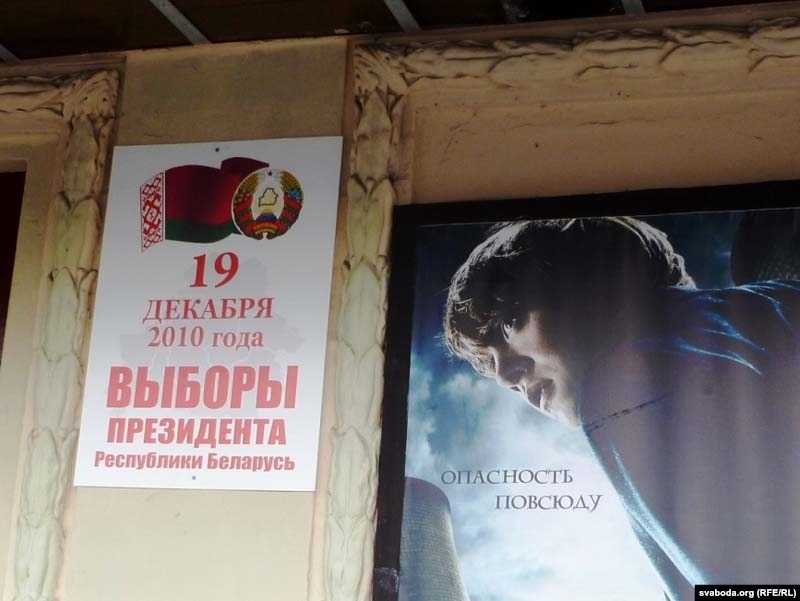 19
ДЕКАБРЯ
2010 года
ВЫБОРЫ
ПРЕЗИДЕНТА
Республики Беларусь
ОПАСНОСТЬ
ПОВСЮДУ
svaboda.org (RFE/RL)